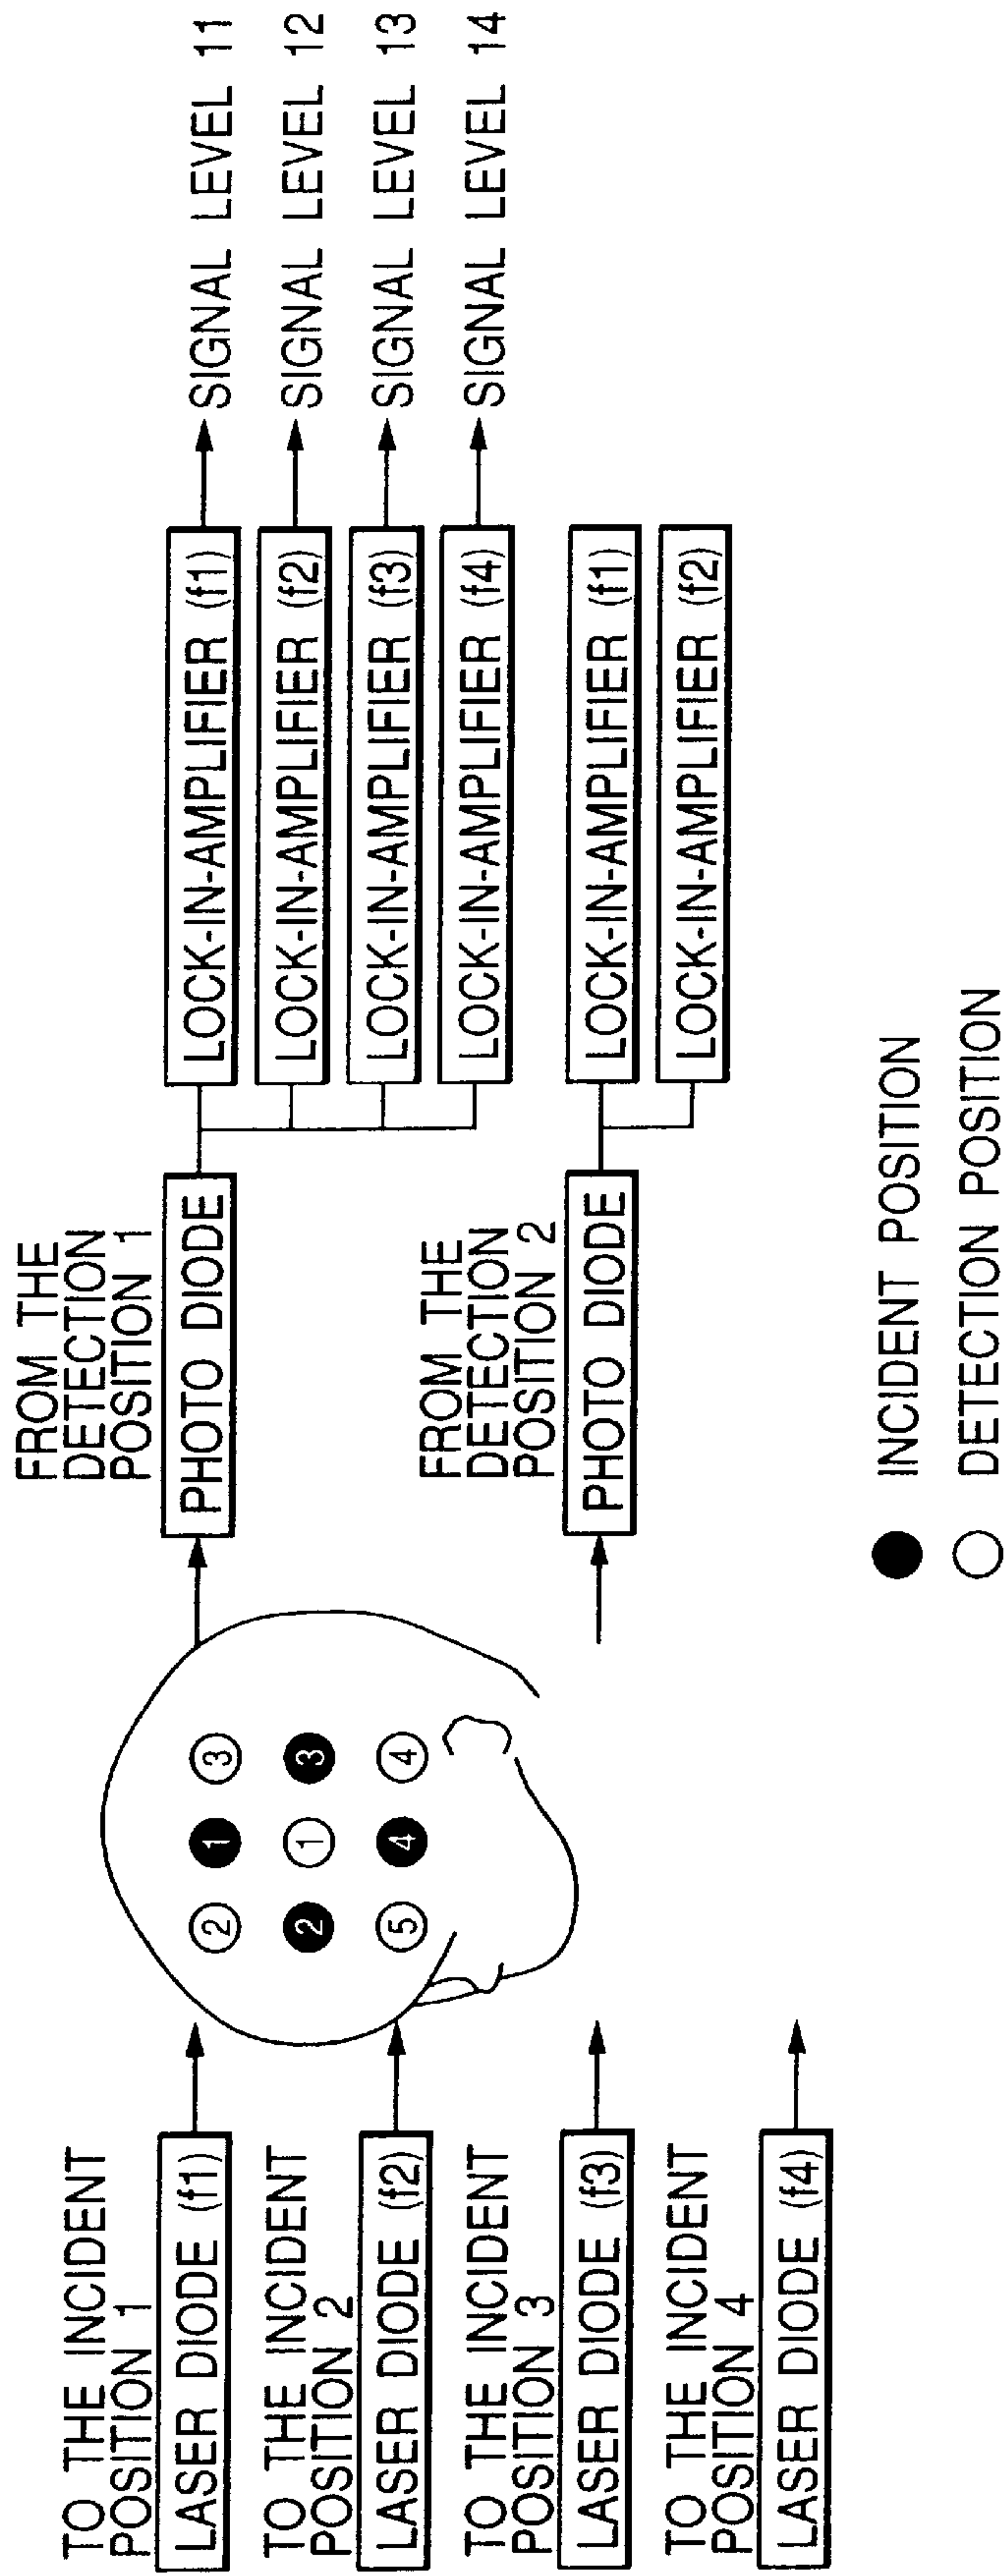 TO THE INCIDENT
POSITION 1
LASER DIODE (f1)
TO THE INCIDENT
POSITION 2
LASER DIODE (f2)
TO THE INCIDENT
POSITION 3
LASER DIODE (f3)
TO THE INCIDENT
POSITION 4
LASER DIODE (f4)
2 1 3
2 1 3
5 4 4
FROM THE
DETECTION
POSITION 1
PHOTO DIODE
FROM THE
DETECTION
POSITION 2
PHOTO DIODE
LOCK-IN-AMPLIFIER (f1)
LOCK-IN-AMPLIFIER (f2)
LOCK-IN-AMPLIFIER (f3)
LOCK-IN-AMPLIFIER (f4)
LOCK-IN-AMPLIFIER (f1)
LOCK-IN-AMPLIFIER (f2)
SIGNAL LEVEL 11
SIGNAL LEVEL 12
SIGNAL LEVEL 13
SIGNAL LEVEL 14
INCIDENT POSITION
DETECTION POSITION